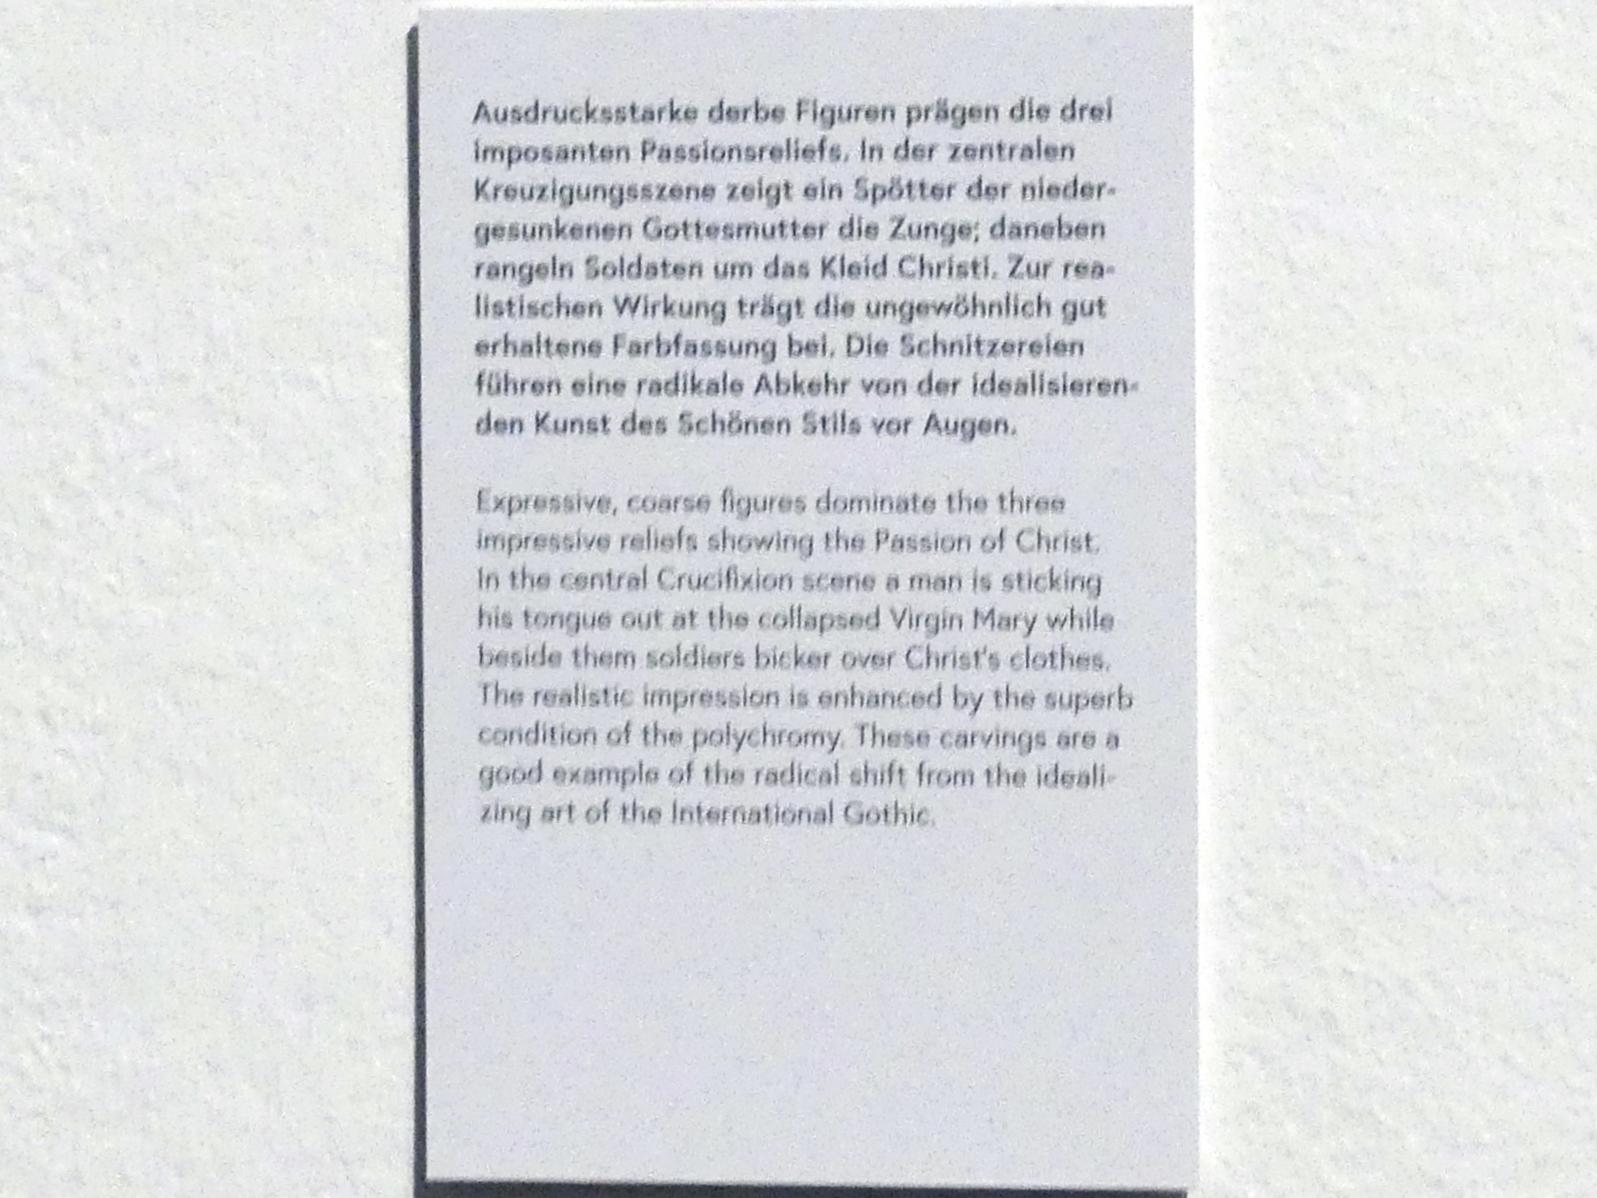 Ausdrucksstarke derbe Figuren prägen die drei
imposanten Passionsreliefs. In der zentralen
Kreuzigungsszene zeigt ein Spötter der nieder-
gesunkenen Gottesmutter die Zunge; daneben
rangeln Soldaten um das Kleid Christi. Zur rea-
listischen Wirkung trägt die ungewöhnlich gut
erhaltene Farbfassung bei. Die Schnitzereien
führen eine radikale Abkehr von der idealisieren-
den Kunst des Schönen Stils vor Augen.
Expressive, coarse figures dominate the three
impressive reliefs showing the Passion of Christ.
In the central Crucifixion scene a man is sticking
his tongue out at the collapsed Virgin Mary while
beside them soldiers bicker over Christ's clothes.
The realistic impression is enhanced by the superb
condition of the polychromy. These carvings are a
good example of the radical shift from the ideali-
zing art of the International Gothic.